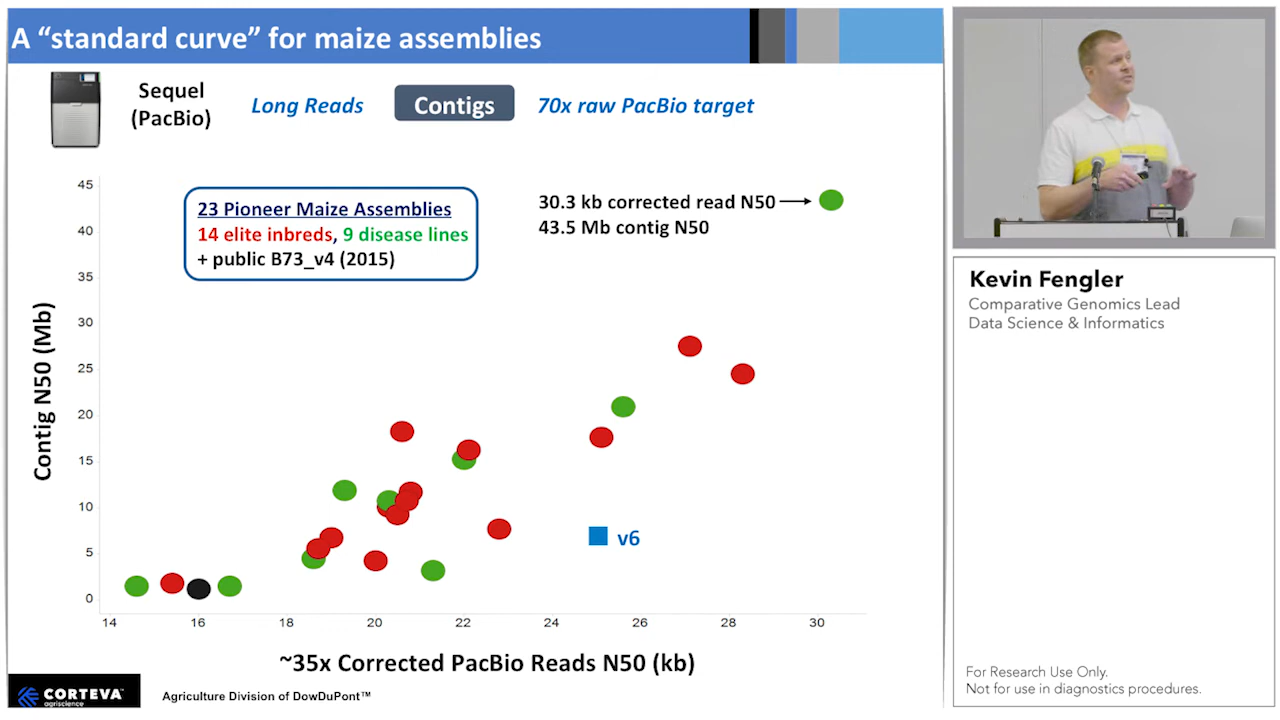 A “standard curve” for maize assemblies
Sequel
(PacBio)
Long Reads
Contigs
70x raw PacBio target
23 Pioneer Maize Assemblies
14 elite inbreds, 9 disease lines
+ public B73_v4 (2015)
30.3 kb corrected read N50
43.5 Mb contig N50
Contig N50 (Mb)
45
40
35
30
25
20
15
10
5
0
v6
14
16
18
20
22
24
26
28
30
~35x Corrected PacBio Reads N50 (kb)
CORTEVA™
agriscience
Agriculture Division of DowDuPont™
Kevin Fengler
Comparative Genomics Lead
Data Science & Informatics
For Research Use Only.
Not for use in diagnostics procedures.